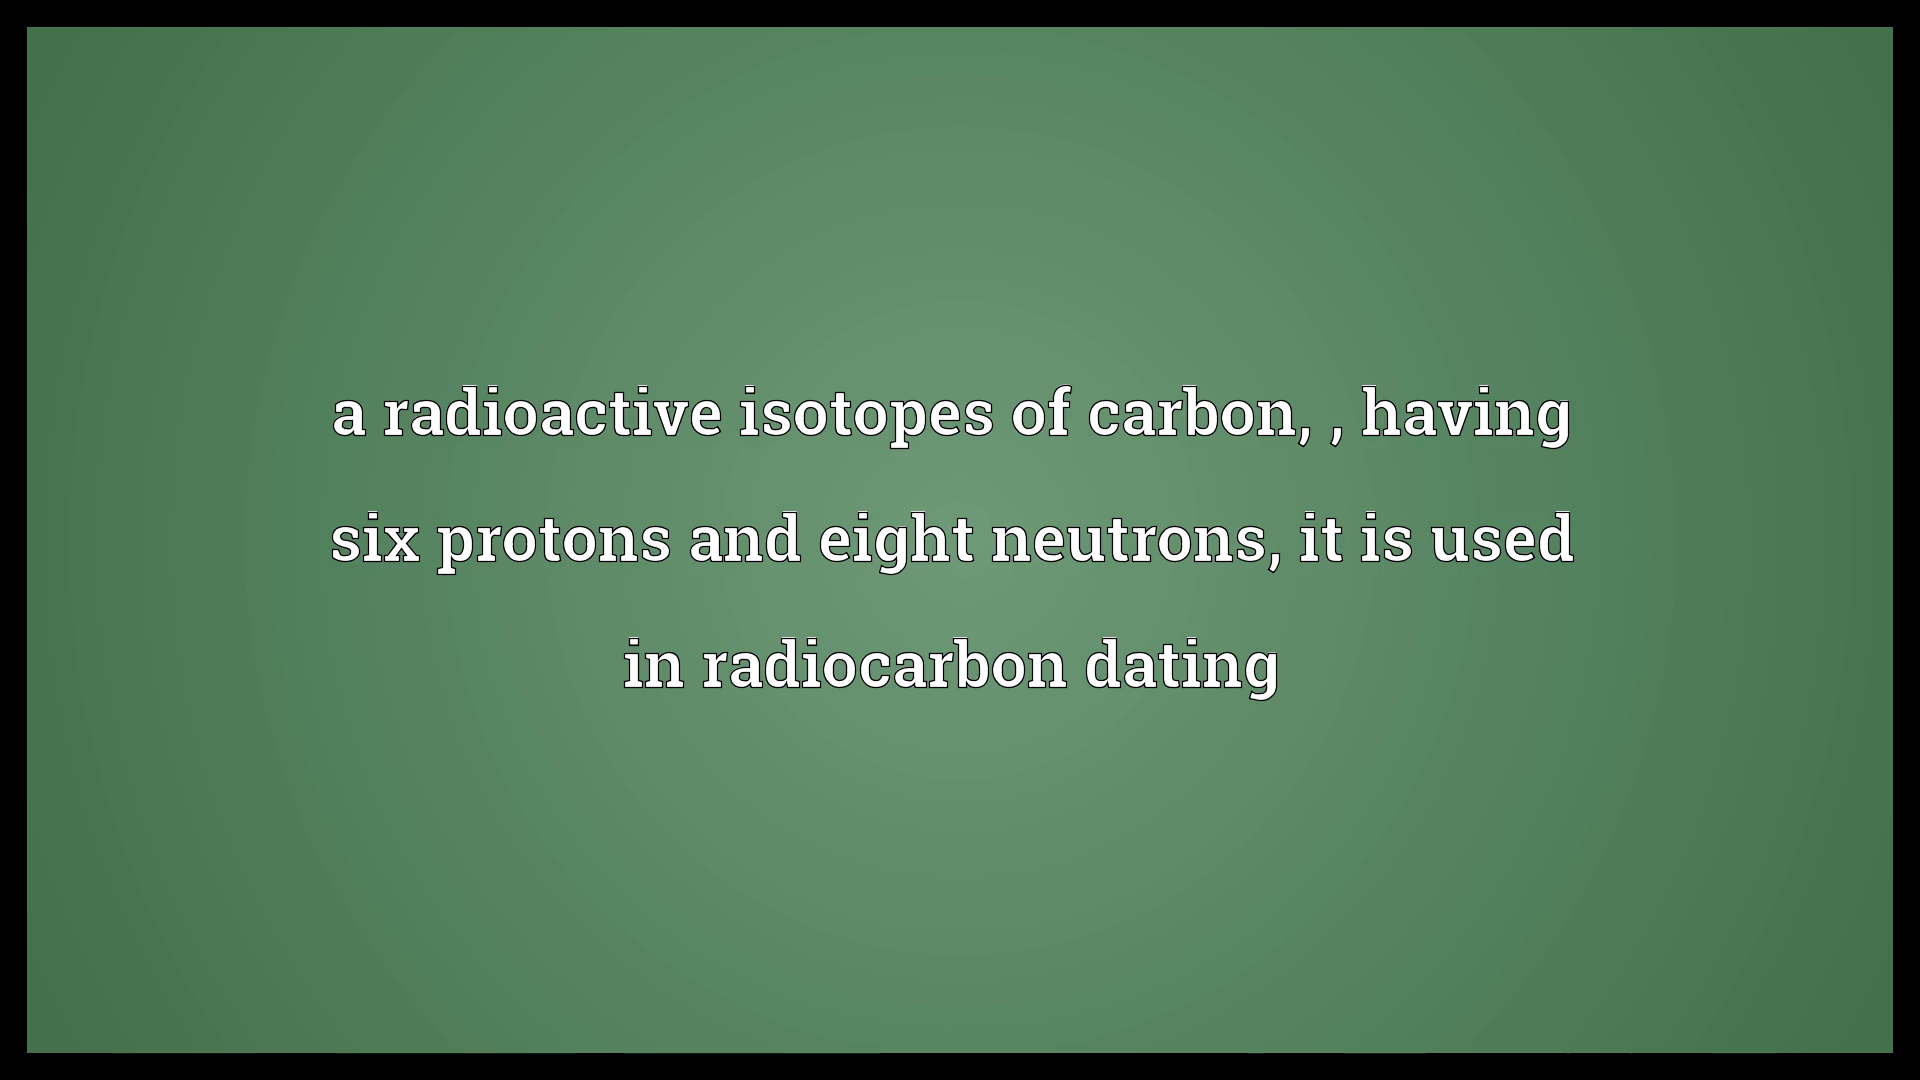 a radioactive isotopes of carbon, , having
six protons and eight neutrons, it is used
in radiocarbon dating